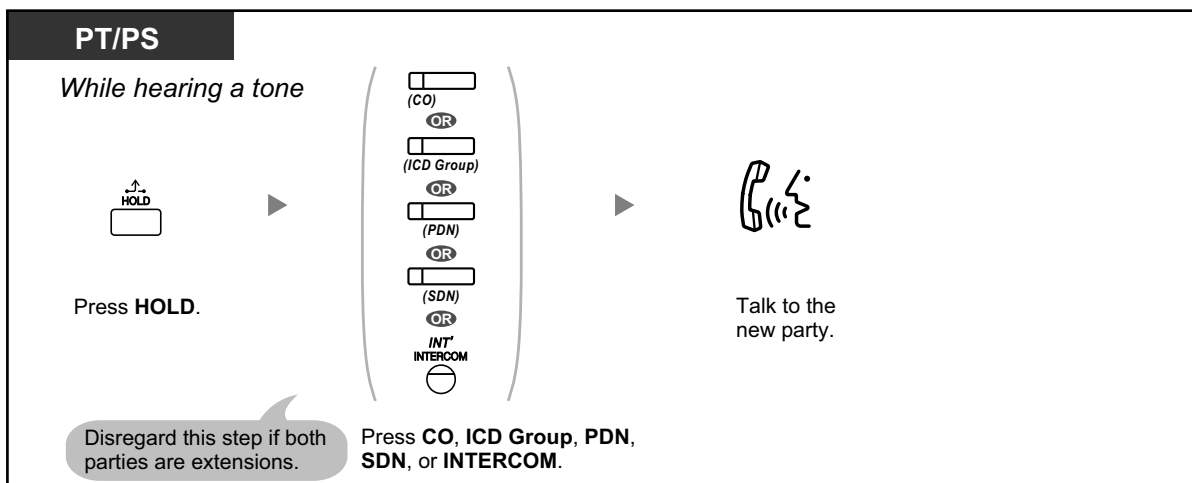 PT/PS
While hearing a tone
HOLD
Press HOLD.
(CO)
OR
(ICD Group)
OR
(PDN)
OR
(SDN)
OR
INT'
INTERCOM
Disregard this step if both
parties are extensions.
Press CO, ICD Group, PDN,
SDN, or INTERCOM.
Talk to the
new party.